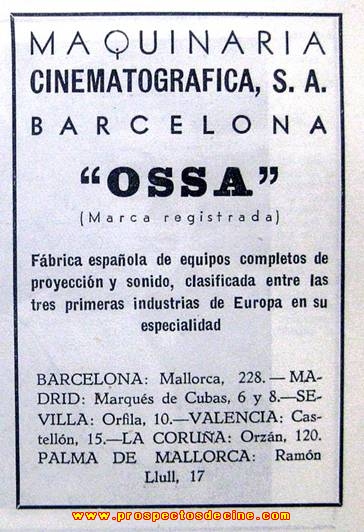 MAQUINARIA
CINEMATOGRAFICA, S. A.
BARCELONA
“OSSA”
(Marca registrada)
Fábrica española de equipos completos de
proyección y sonido, clasificada entre las
tres primeras industrias de Europa en su
especialidad
BARCELONA: Mallorca, 228. — MA-
DRID: Marqués de Cubas, 6 y 8.—SE-
VILLA: Orfila, 10.—VALENCIA: Cas-
tellón, 15.—LA CORUÑA: Orzán, 120.
PALMA DE MALLORCA: Ramón
Llull, 17
www.prospectosdecine.com